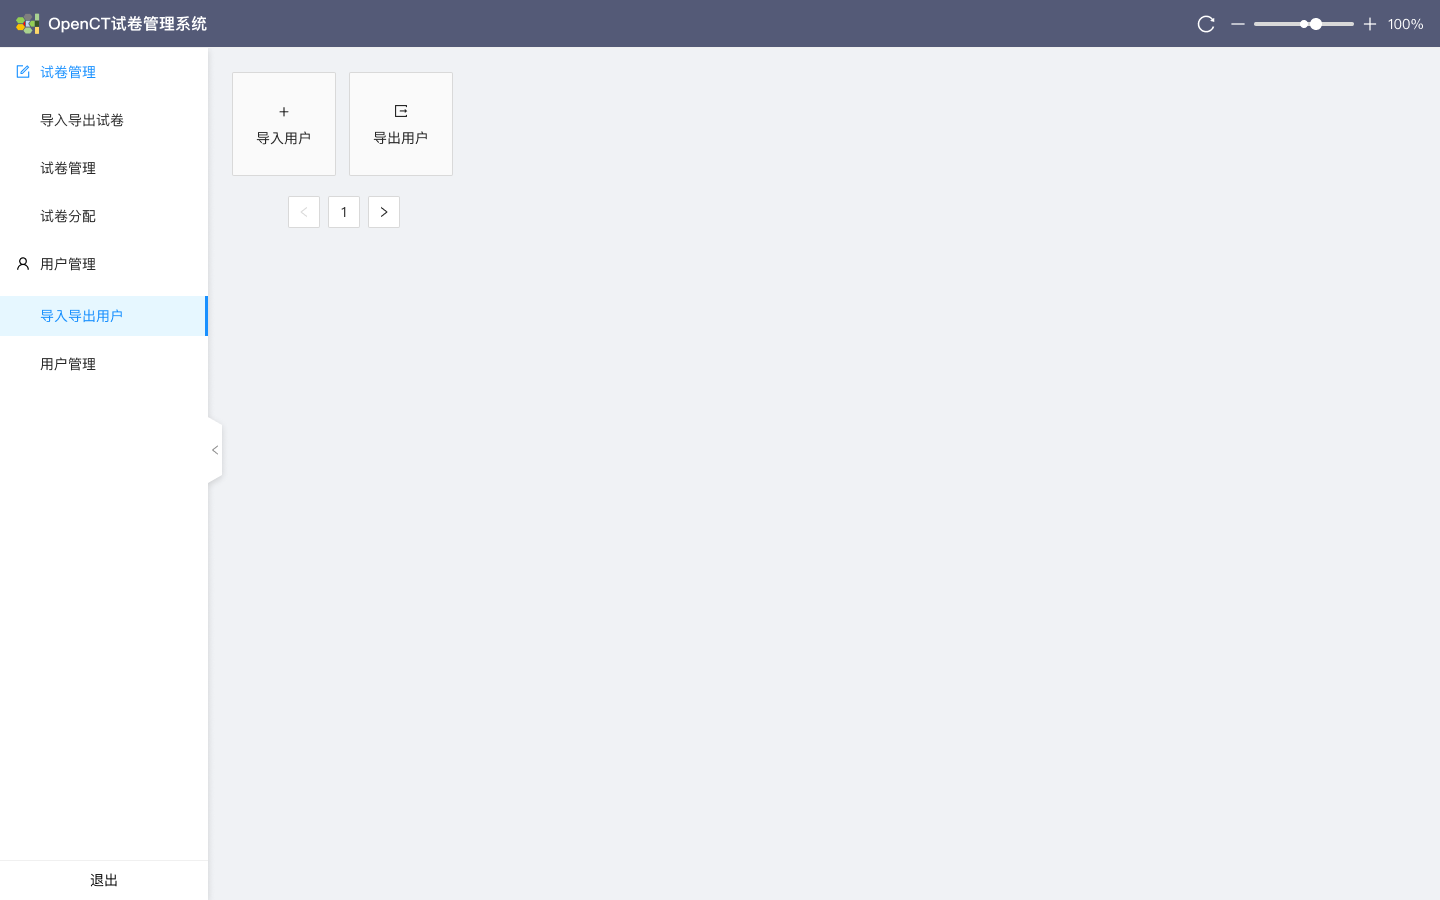 OpenCT试卷管理系统
100%
试卷管理
导入导出试卷
试卷管理
试卷分配
用户管理
导入导出用户
用户管理
退出
导入用户
导出用户
1